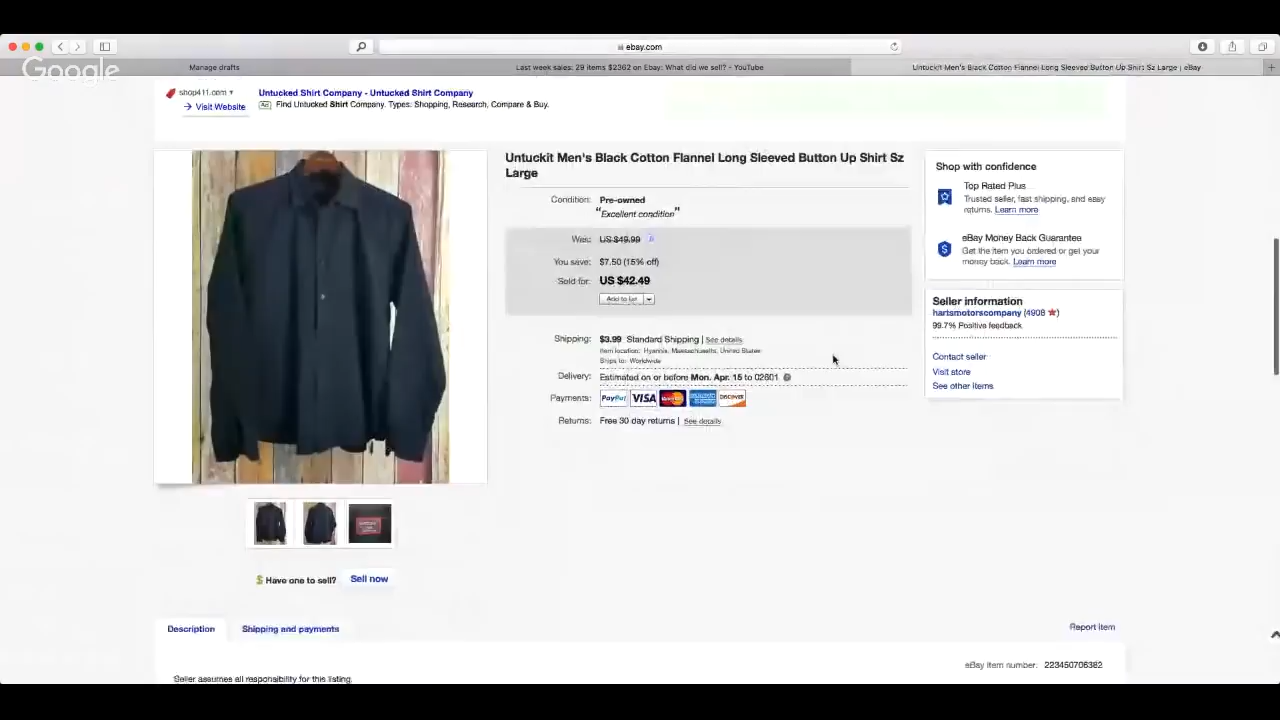 ebay.com
Google
Manage drafts
Last week sales: 29 items $2362 on Ebay: What did we sell? - YouTube
Untuckit Men's Black Cotton Flannel Long Sleeved Button Up Shirt Sz Large | eBay
shop411.com
Untucked Shirt Company - Untucked Shirt Company
→ Visit Website
Ad
Find Untucked Shirt Company. Types: Shopping, Research, Compare & Buy.
Untuckit Men's Black Cotton Flannel Long Sleeved Button Up Shirt Sz
Large
Condition: Pre-owned
"Excellent condition"
Was: US $49.99
You save: $7.50 (15% off)
Sold for: US $42.49
Add to list
Shipping: $3.99 Standard Shipping | See details
Item location: Hyannis, Massachusetts, United States
Ships to: Worldwide
Delivery: Estimated on or before Mon. Apr. 15 to 02601
Payments: PayPal VISA MasterCard DISCOVER
Returns: Free 30 day returns | See details
Shop with confidence
Top Rated Plus
Trusted seller, fast shipping, and easy
returns. Learn more
eBay Money Back Guarantee
Get the item you ordered or get your
money back. Learn more
Seller information
hartsmotorscompany (4908)
99.7% Positive feedback
Contact seller
Visit store
See other items
$ Have one to sell? Sell now
Description Shipping and payments
Report item
eBay item number: 223450706382
Seller assumes all responsibility for this listing.